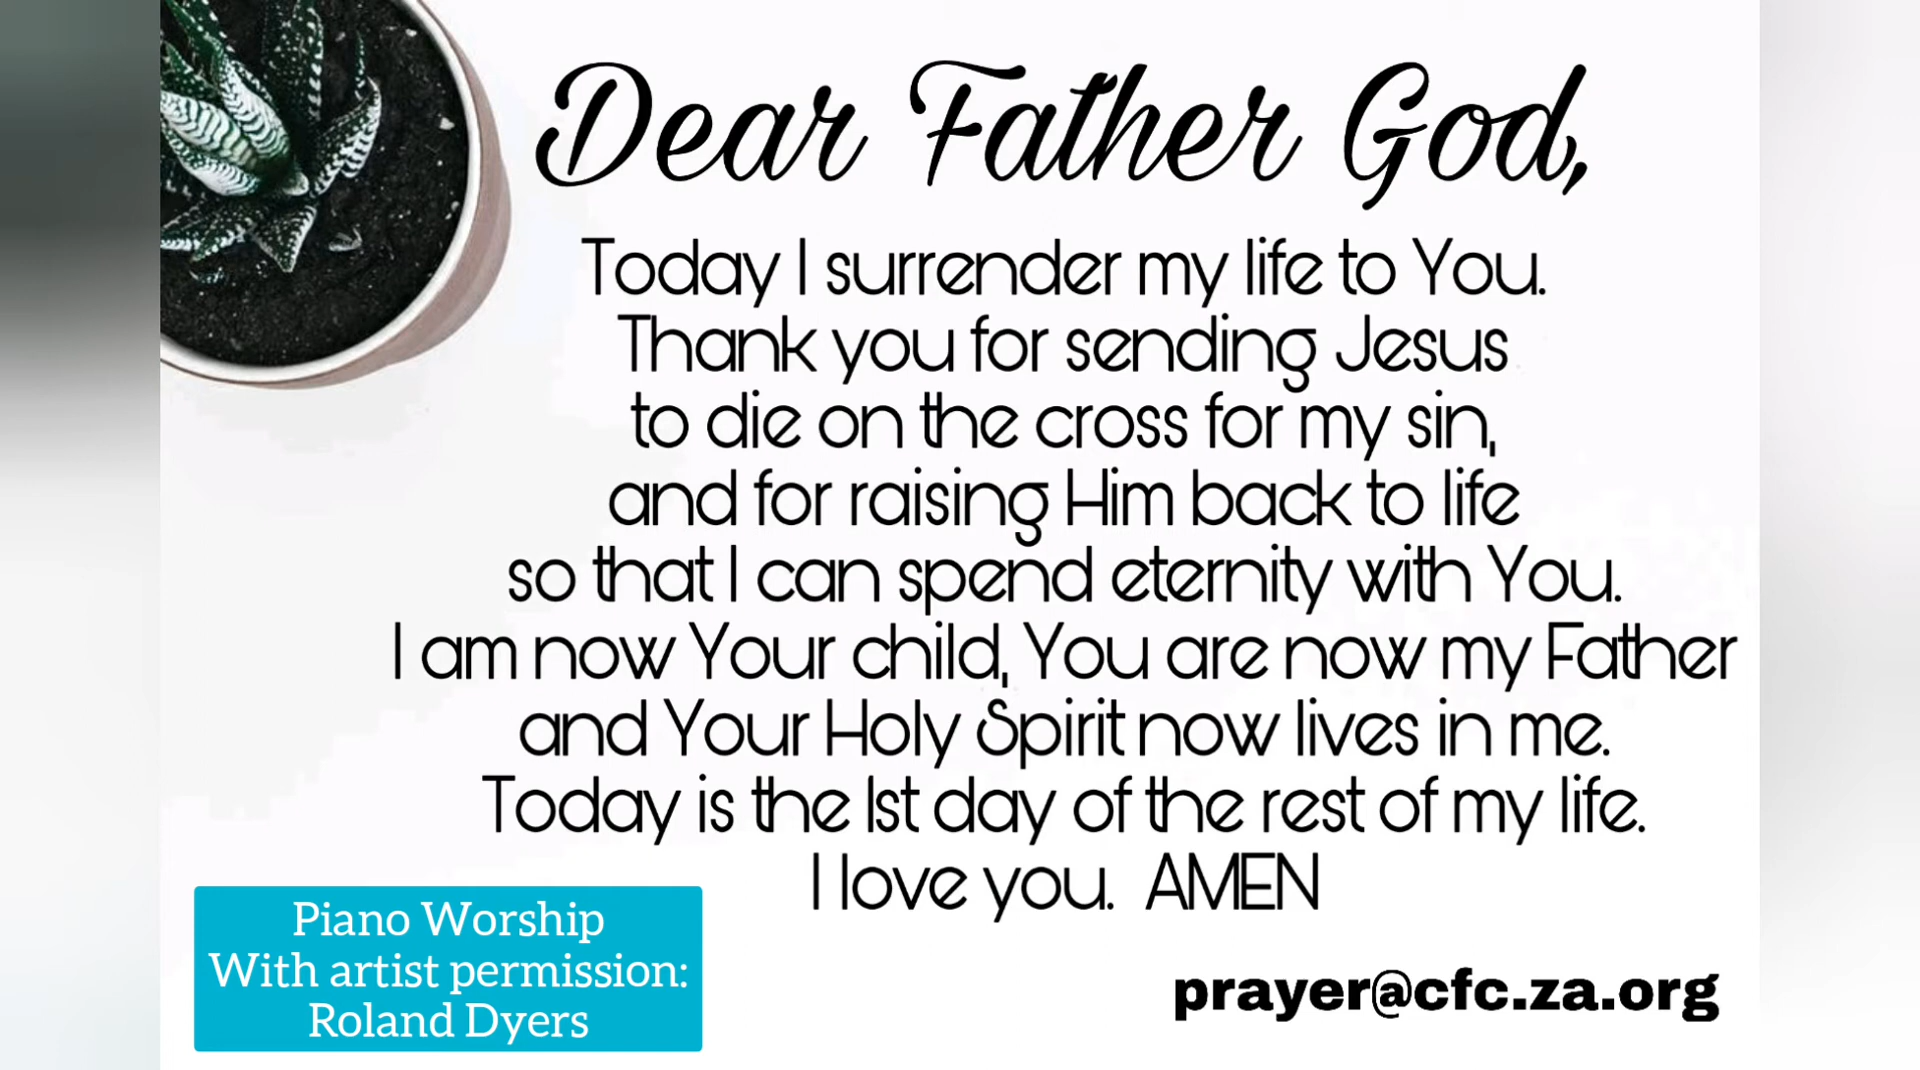 Dear Father God,
Today I surrender my life to You.
Thank you for sending Jesus
to die on the cross for my sin,
and for raising Him back to life
so that I can spend eternity with You.
I am now Your child, You are now my Father
and Your Holy Spirit now lives in me.
Today is the 1st day of the rest of my life.
I love you. AMEN
Piano Worship
With artist permission:
Roland Dyers
prayer@cfc.za.org